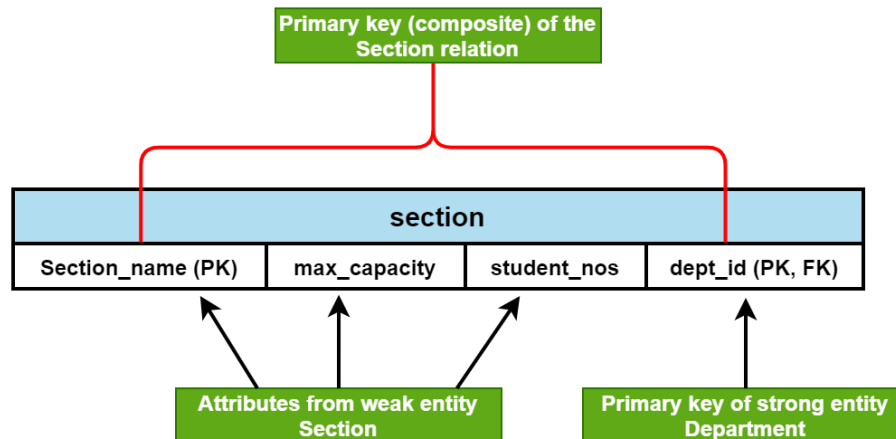 Primary key (composite) of the
Section relation
section
Section_name (PK)
max_capacity
student_nos
dept_id (PK, FK)
Attributes from weak entity
Section
Primary key of strong entity
Department